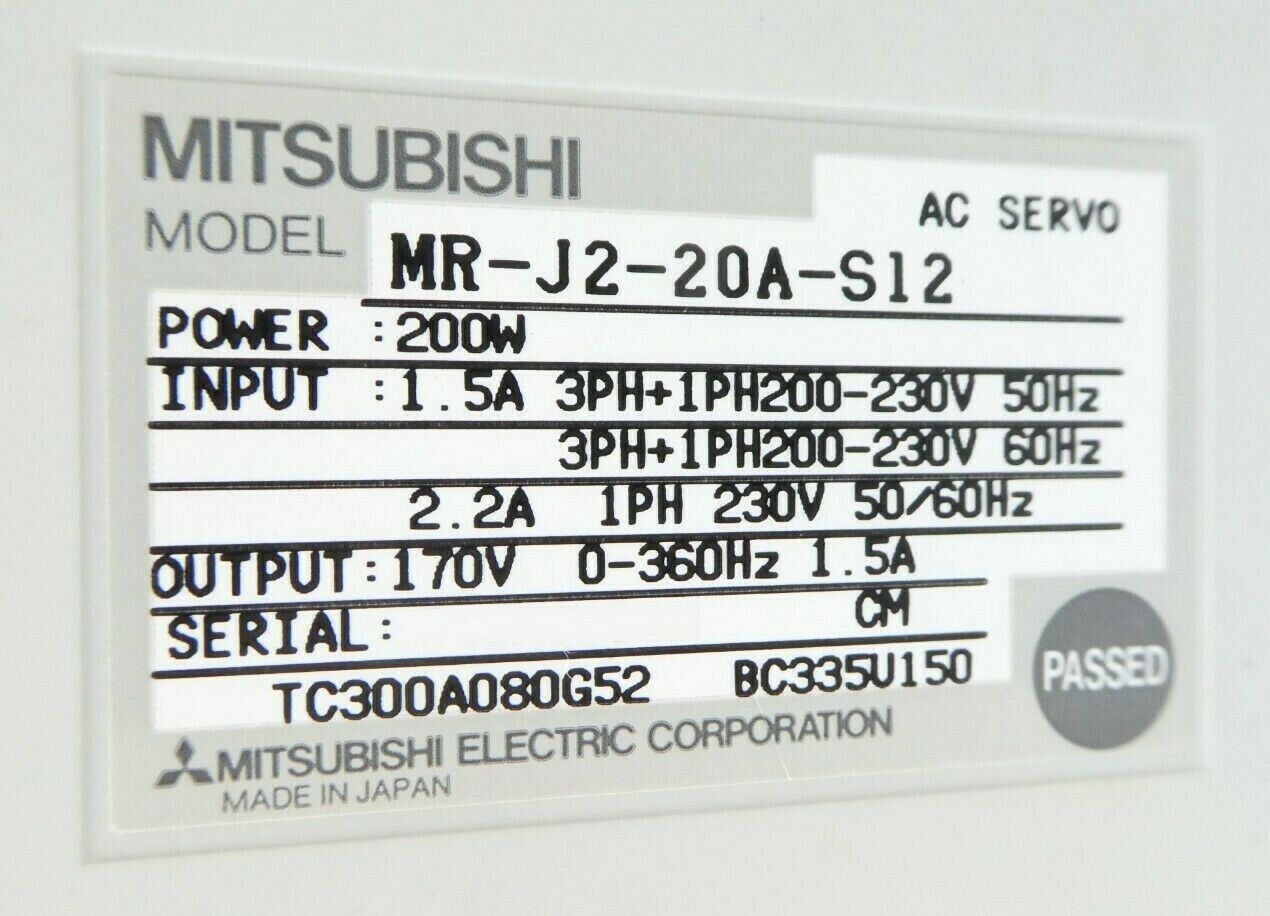 MITSUBISHI
AC SERVO
MODEL MR-J2-20A-S12
POWER :200W
INPUT :1.5A 3PH+1PH200-230V 50Hz
3PH+1PH200-230V 60Hz
2.2A 1PH 230V 50/60Hz
OUTPUT:170V 0-360Hz 1.5A
SERIAL: CM
TC300A080G52 BC335U150
PASSED
MITSUBISHI ELECTRIC CORPORATION
MADE IN JAPAN